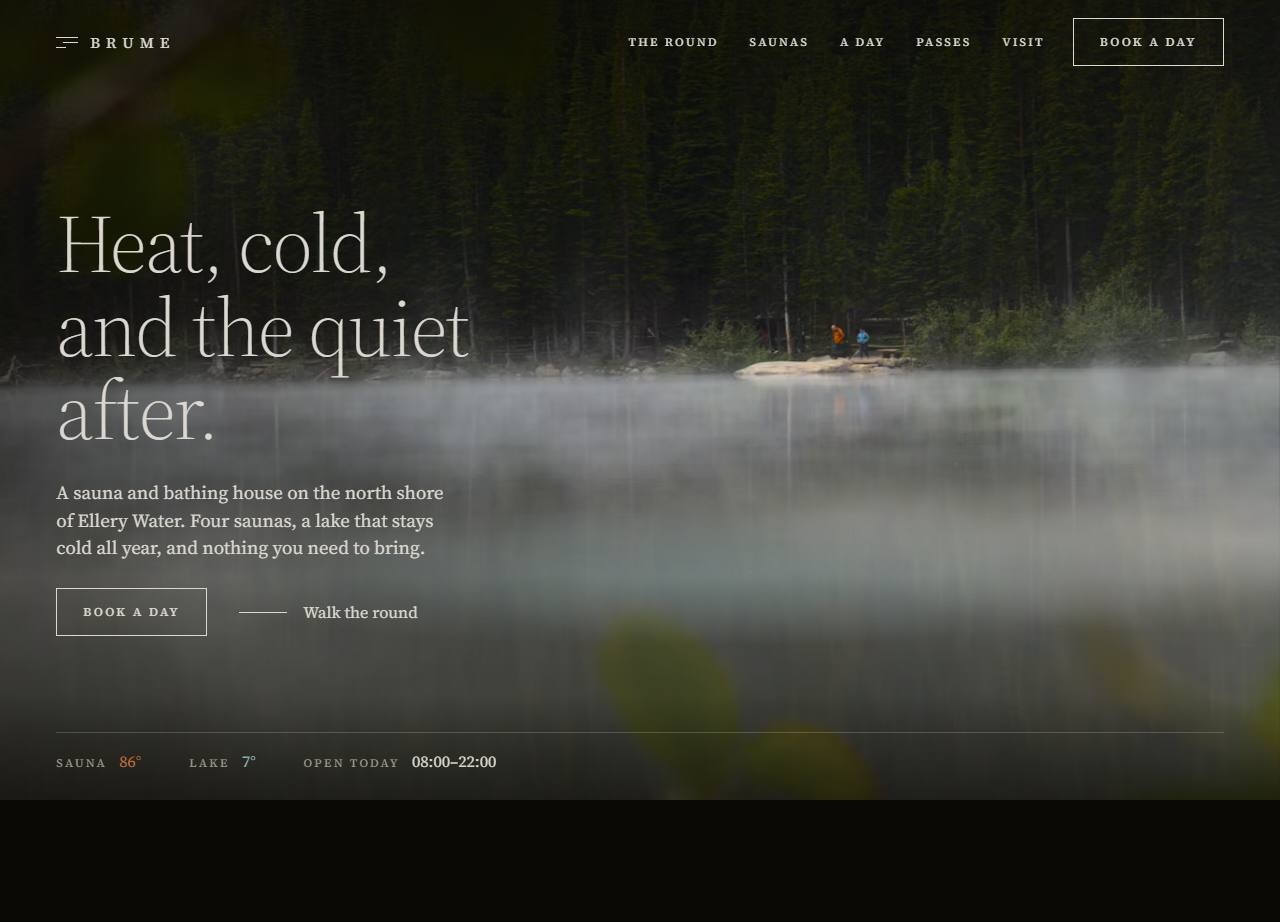 BRUME
THE ROUND SAUNAS A DAY PASSES VISIT BOOK A DAY
Heat, cold,
and the quiet
after.
A sauna and bathing house on the north shore
of Ellery Water. Four saunas, a lake that stays
cold all year, and nothing you need to bring.
BOOK A DAY Walk the round
SAUNA 86° LAKE 7° OPEN TODAY 08:00–22:00